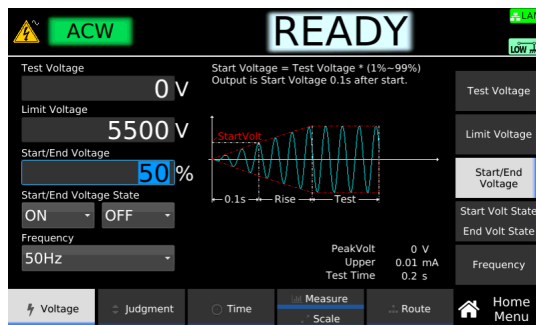 ACW
READY
LAN
LOW
Test Voltage
0 V
Limit Voltage
5500 V
Start/End Voltage
50 %
Start/End Voltage State
ON OFF
Frequency
50Hz
Start Voltage = Test Voltage * (1%~99%)
Output is Start Voltage 0.1s after start.
StartVolt
0.1s Rise Test
PeakVolt 0 V
Upper 0.01 mA
Test Time 0.2 s
Test Voltage
Limit Voltage
Start/End
Voltage
Start Volt State
End Volt State
Frequency
Voltage
Judgment
Time
Measure
Scale
Route
Home
Menu